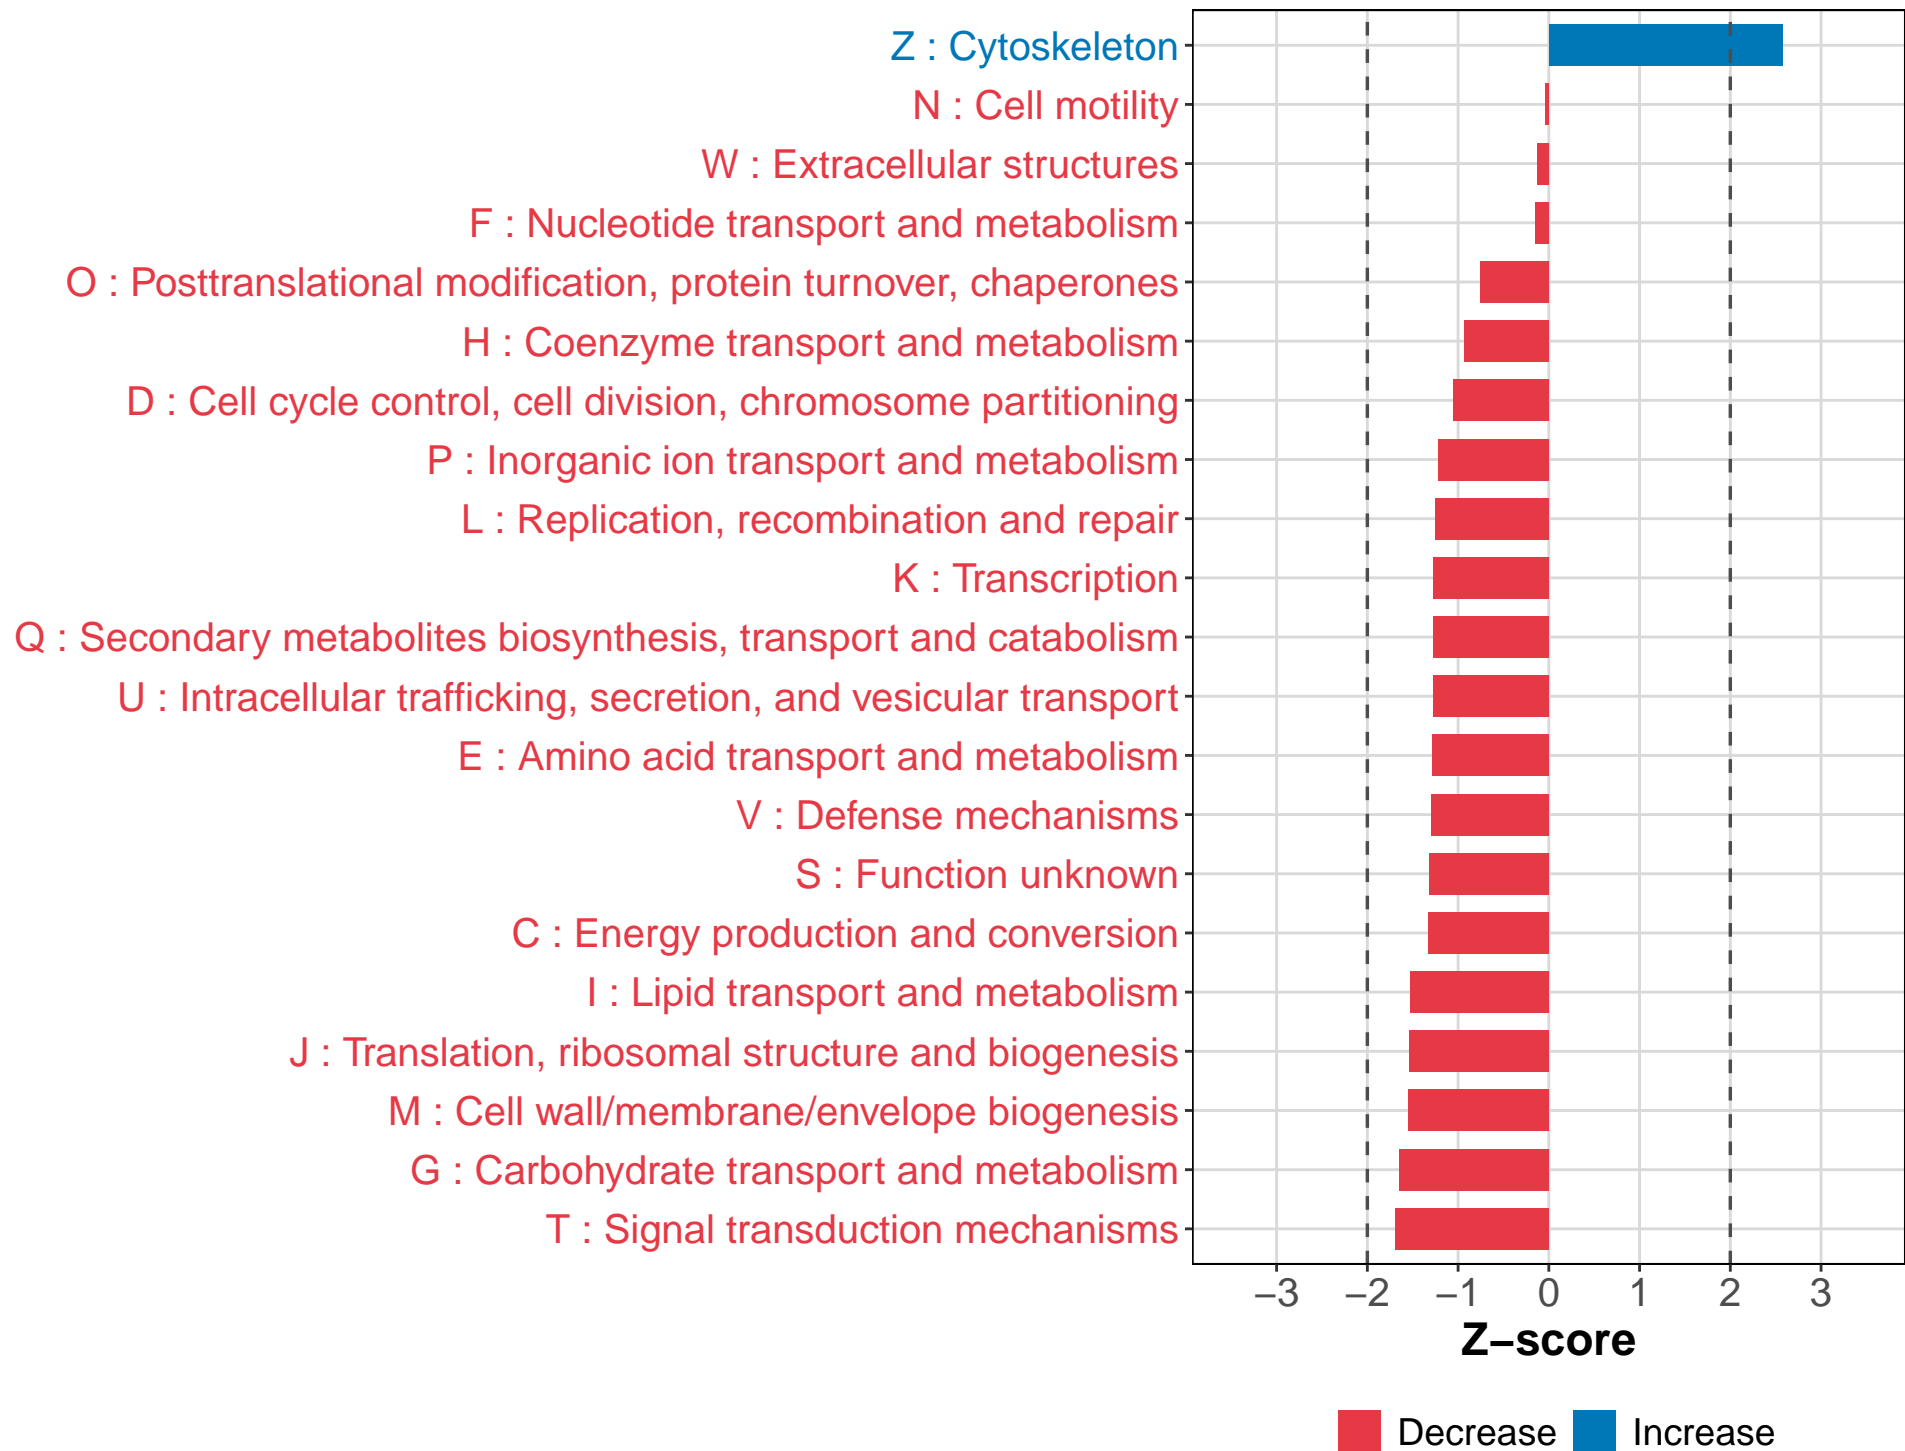 Z : Cytoskeleton
N : Cell motility
W : Extracellular structures
F : Nucleotide transport and metabolism
O : Posttranslational modification, protein turnover, chaperones
H : Coenzyme transport and metabolism
D : Cell cycle control, cell division, chromosome partitioning
P : Inorganic ion transport and metabolism
L : Replication, recombination and repair
K : Transcription
Q : Secondary metabolites biosynthesis, transport and catabolism
U : Intracellular trafficking, secretion, and vesicular transport
E : Amino acid transport and metabolism
V : Defense mechanisms
S : Function unknown
C : Energy production and conversion
I : Lipid transport and metabolism
J : Translation, ribosomal structure and biogenesis
M : Cell wall/membrane/envelope biogenesis
G : Carbohydrate transport and metabolism
T : Signal transduction mechanisms
−3 −2 −1 0 1 2 3
Z−score
Decrease Increase